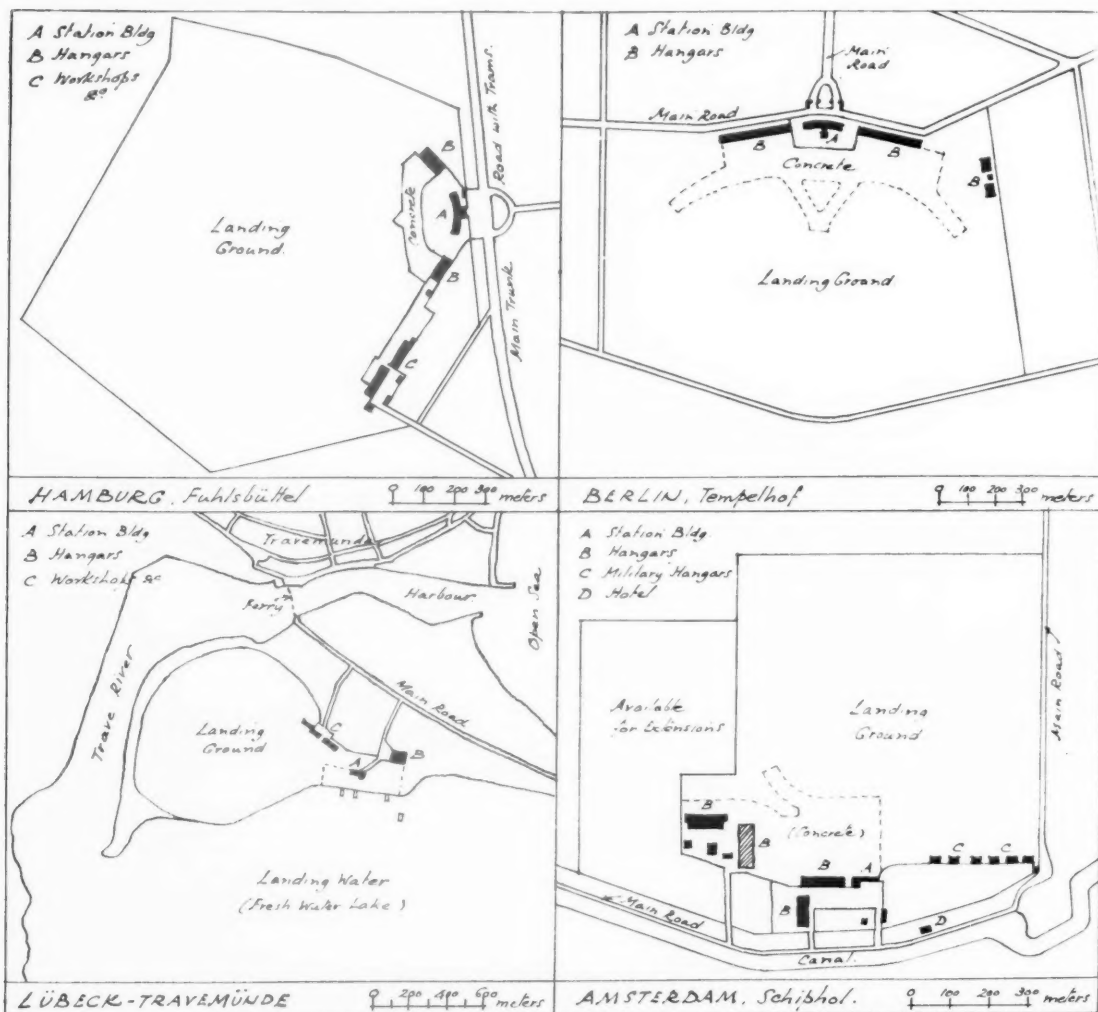 A Station Bldg
B Hangars
C Workshops
&c
Road with Trams.
B
A
Concrete
Landing
Ground.
B
Main Trunk
C
HAMBURG, Fuhlsbüttel
0 100 200 300 meters
A Station Bldg
B Hangars
Main
Road
Main Road
B
A
B
Concrete
B
Landing Ground
BERLIN, Tempelhof
0 100 200 300 meters
A Station Bldg
B Hangars
C Workshops &c
Travemunde
Ferry
Harbour
Open Sea
Trave River
Main Road
Landing
Ground
C
B
A
Landing Water
(Fresh Water Lake)
LÜBECK-TRAVEMÜNDE
0 200 400 600 meters
A Station Bldg.
B Hangars
C Military Hangars
D Hotel
Main Road
Available
for Extensions
Landing
Ground
B
B
(Concrete)
C C
B A
B
Main Road
D
Canal.
AMSTERDAM, Schiphol.
0 100 200 300 meters